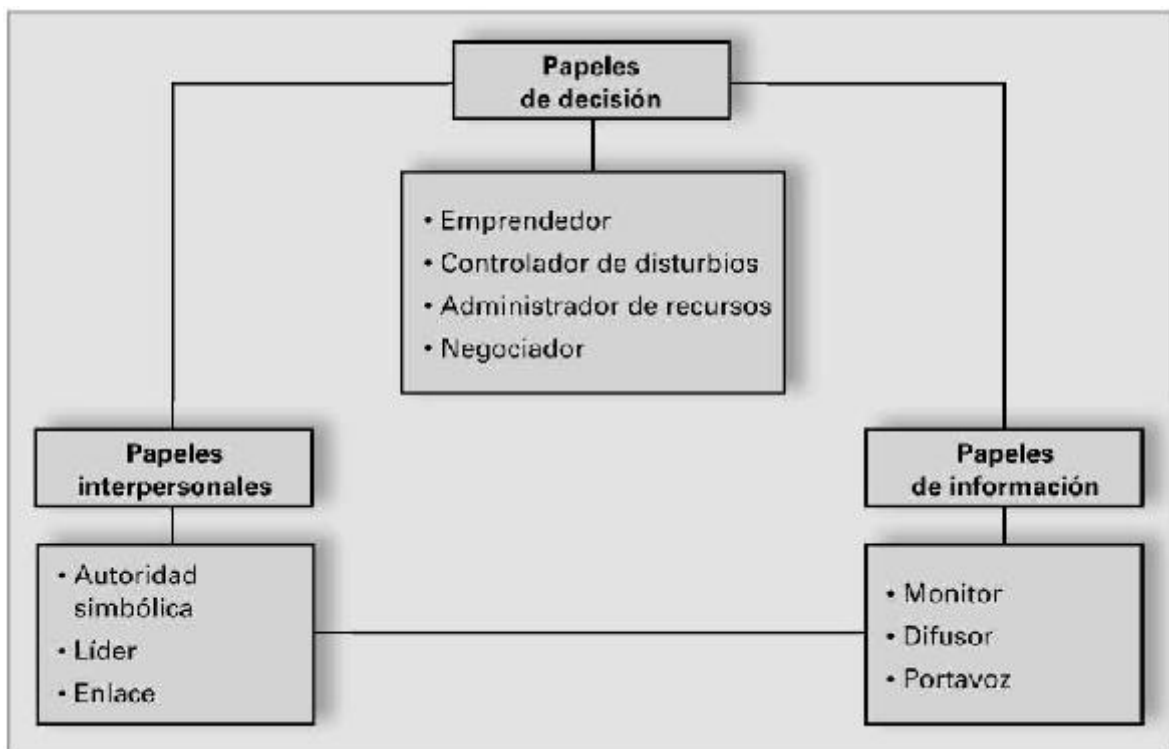 Papeles
de decisión
• Emprendedor
• Controlador de disturbios
• Administrador de recursos
• Negociador
Papeles
interpersonales
• Autoridad
simbólica
• Líder
• Enlace
Papeles
de información
• Monitor
• Difusor
• Portavoz